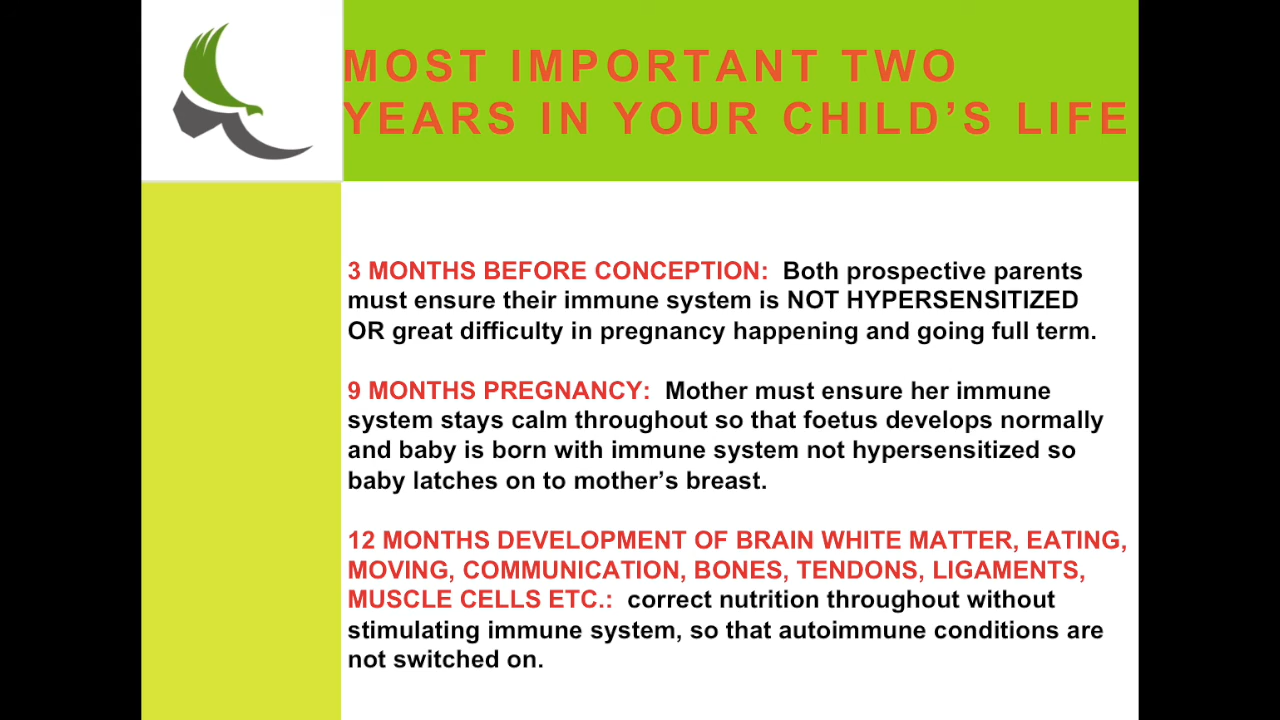 MOST IMPORTANT TWO
YEARS IN YOUR CHILD’S LIFE
3 MONTHS BEFORE CONCEPTION: Both prospective parents
must ensure their immune system is NOT HYPERSENSITIZED
OR great difficulty in pregnancy happening and going full term.
9 MONTHS PREGNANCY: Mother must ensure her immune
system stays calm throughout so that foetus develops normally
and baby is born with immune system not hypersensitized so
baby latches on to mother’s breast.
12 MONTHS DEVELOPMENT OF BRAIN WHITE MATTER, EATING,
MOVING, COMMUNICATION, BONES, TENDONS, LIGAMENTS,
MUSCLE CELLS ETC.: correct nutrition throughout without
stimulating immune system, so that autoimmune conditions are
not switched on.